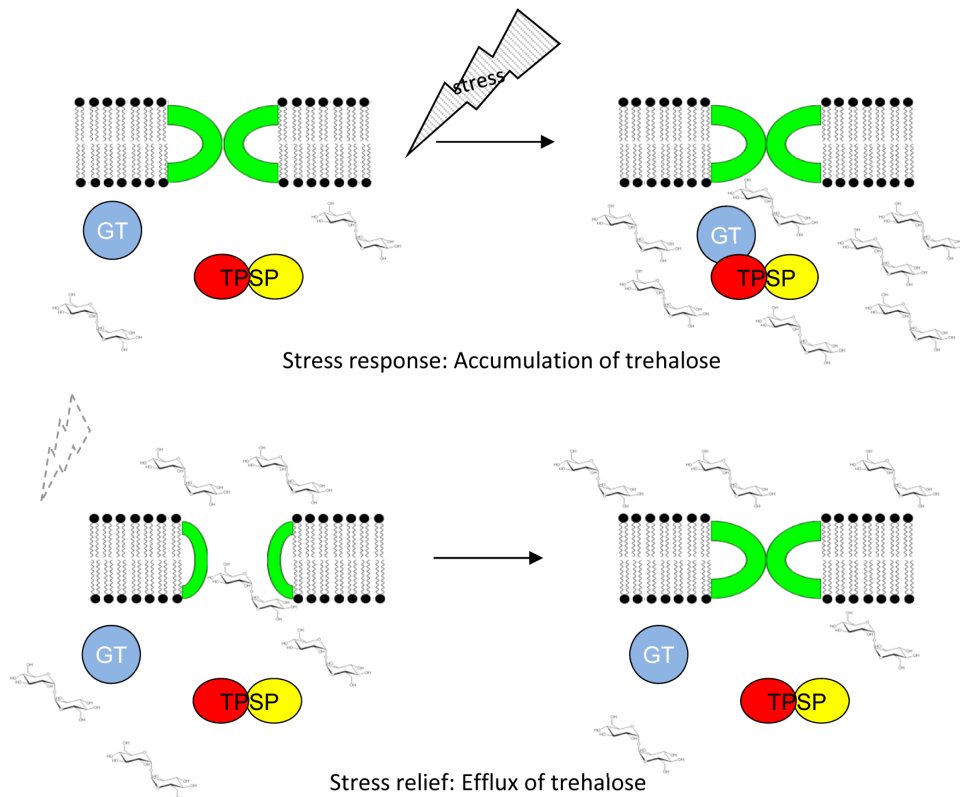 stress
GT
TPSP
GT
TPSP
Stress response: Accumulation of trehalose
GT
TPSP
GT
TPSP
Stress relief: Efflux of trehalose